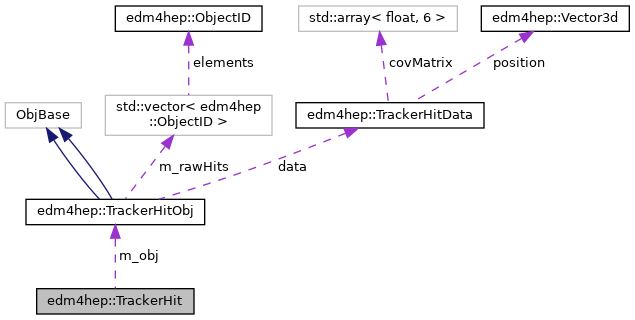 edm4hep::ObjectID
std::array< float, 6 >
edm4hep::Vector3d
elements
covMatrix
position
ObjBase
std::vector< edm4hep
::ObjectID >
edm4hep::TrackerHitData
m_rawHits
data
edm4hep::TrackerHitObj
m_obj
edm4hep::TrackerHit